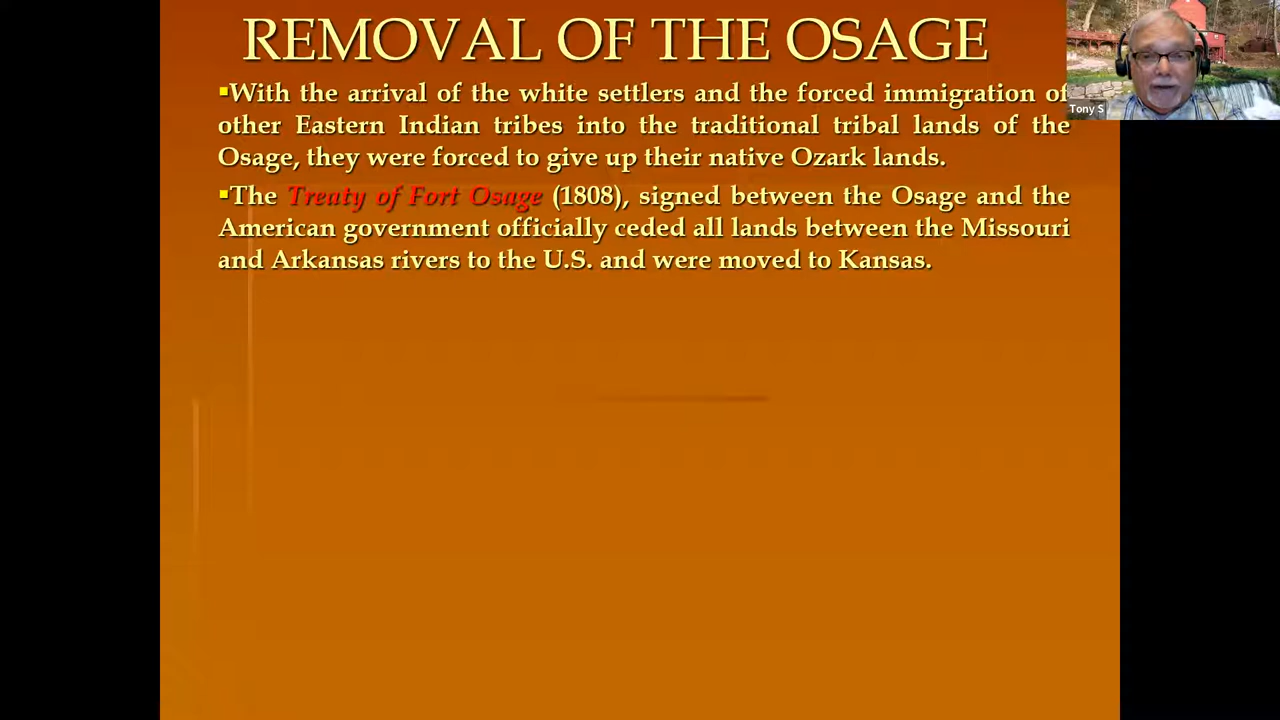 REMOVAL OF THE OSAGE
▪With the arrival of the white settlers and the forced immigration of
other Eastern Indian tribes into the traditional tribal lands of the
Osage, they were forced to give up their native Ozark lands.
▪The Treaty of Fort Osage (1808), signed between the Osage and the
American government officially ceded all lands between the Missouri
and Arkansas rivers to the U.S. and were moved to Kansas.
Tony S